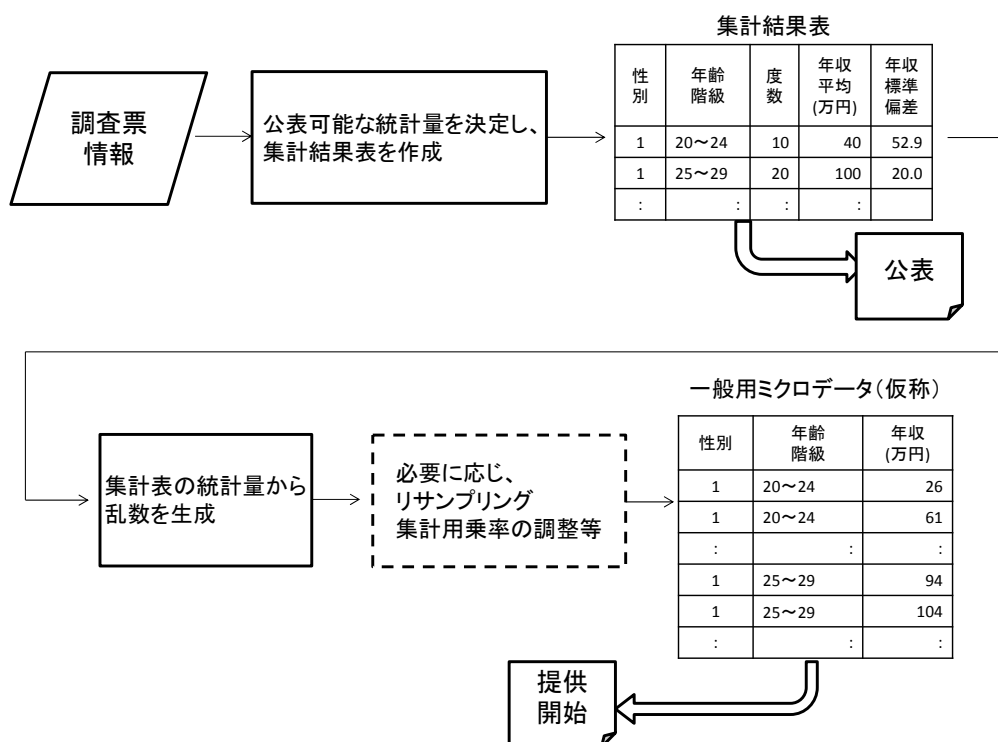 集計結果表
調査票
情報
公表可能な統計量を決定し、
集計結果表を作成
性
別
年齢
階級
度
数
年収
平均
(万円)
年収
標準
偏差
1 20～24 10 40 52.9
1 25～29 20 100 20.0
: : : :
公表
一般用ミクロデータ(仮称)
集計表の統計量から
乱数を生成
必要に応じ、
リサンプリング
集計用乗率の調整等
性別
年齢
階級
年収
(万円)
1 20～24 26
1 20～24 61
: : :
1 25～29 94
1 25～29 104
: : :
提供
開始